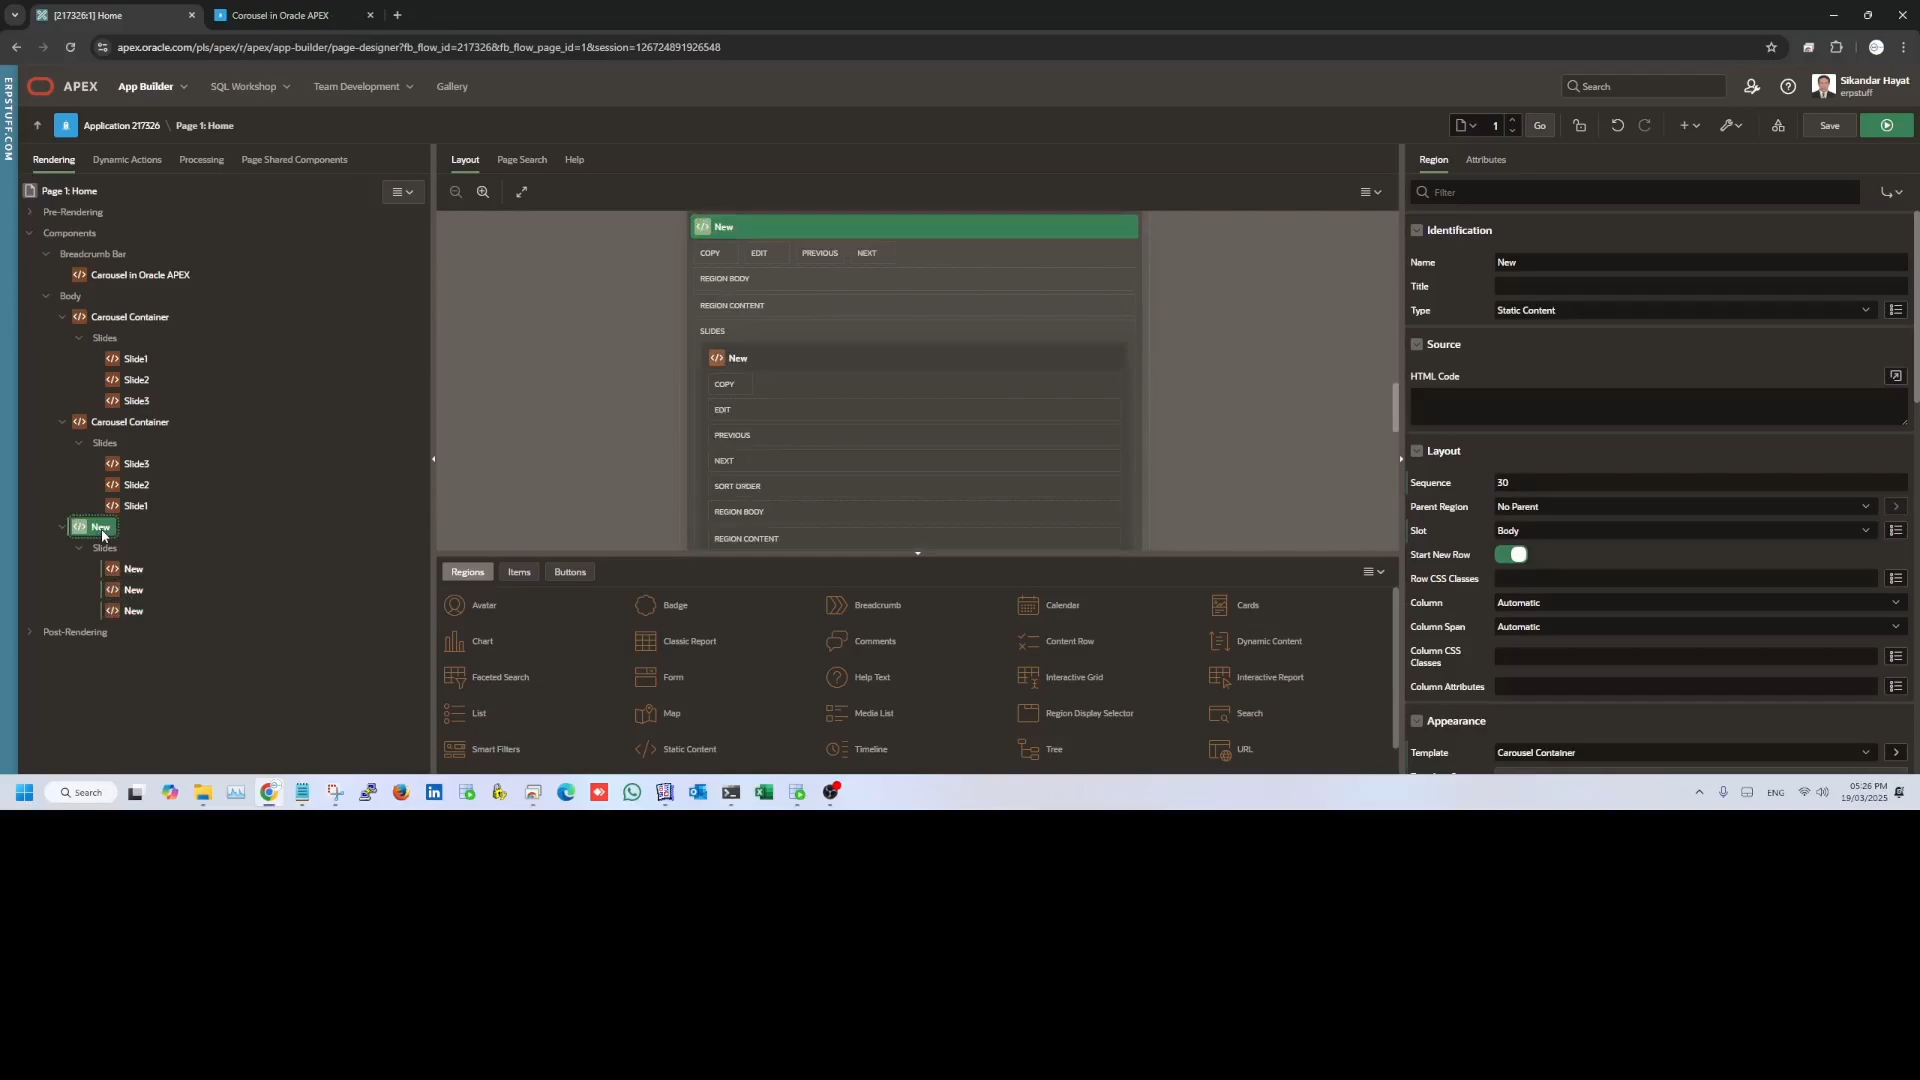 [217326:1] Home
Carousel in Oracle APEX
apex.oracle.com/pls/apex/r/apex/app-builder/page-designer?fb_flow_id=217326&fb_flow_page_id=1&session=126724891926548
ERPSTUFF.COM
APEX
App Builder
SQL Workshop
Team Development
Gallery
Search
Sikandar Hayat
erpstuff
Application 217326 \ Page 1: Home
1
Go
Save
Rendering
Dynamic Actions
Processing
Page Shared Components
Page 1: Home
Pre-Rendering
Components
Breadcrumb Bar
Carousel in Oracle APEX
Body
Carousel Container
Slides
Slide1
Slide2
Slide3
Carousel Container
Slides
Slide3
Slide2
Slide1
New
Slides
New
New
New
Post-Rendering
Layout
Page Search
Help
New
COPY
EDIT
PREVIOUS
NEXT
REGION BODY
REGION CONTENT
SLIDES
New
COPY
EDIT
PREVIOUS
NEXT
SORT ORDER
REGION BODY
REGION CONTENT
Regions
Items
Buttons
Avatar
Badge
Breadcrumb
Calendar
Cards
Chart
Classic Report
Comments
Content Row
Dynamic Content
Faceted Search
Form
Help Text
Interactive Grid
Interactive Report
List
Map
Media List
Region Display Selector
Search
Smart Filters
Static Content
Timeline
Tree
URL
Region
Attributes
Filter
Identification
Name
New
Title
Type
Static Content
Source
HTML Code
Layout
Sequence
30
Parent Region
No Parent
Slot
Body
Start New Row
Row CSS Classes
Column
Automatic
Column Span
Automatic
Column CSS
Classes
Column Attributes
Appearance
Template
Carousel Container
Search
ENG
05:26 PM
19/03/2025